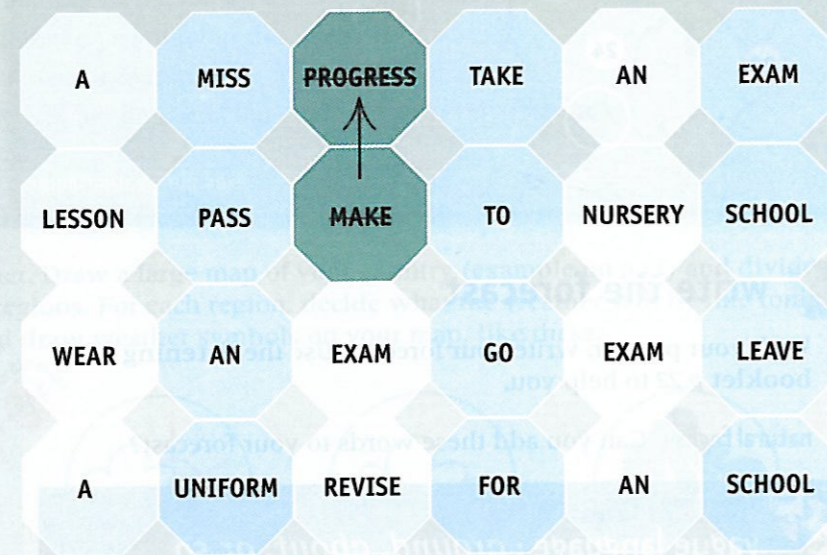 A MISS PROGRESS TAKE AN EXAM
LESSON PASS MAKE TO NURSERY SCHOOL
WEAR AN EXAM GO EXAM LEAVE
A UNIFORM REVISE FOR AN SCHOOL